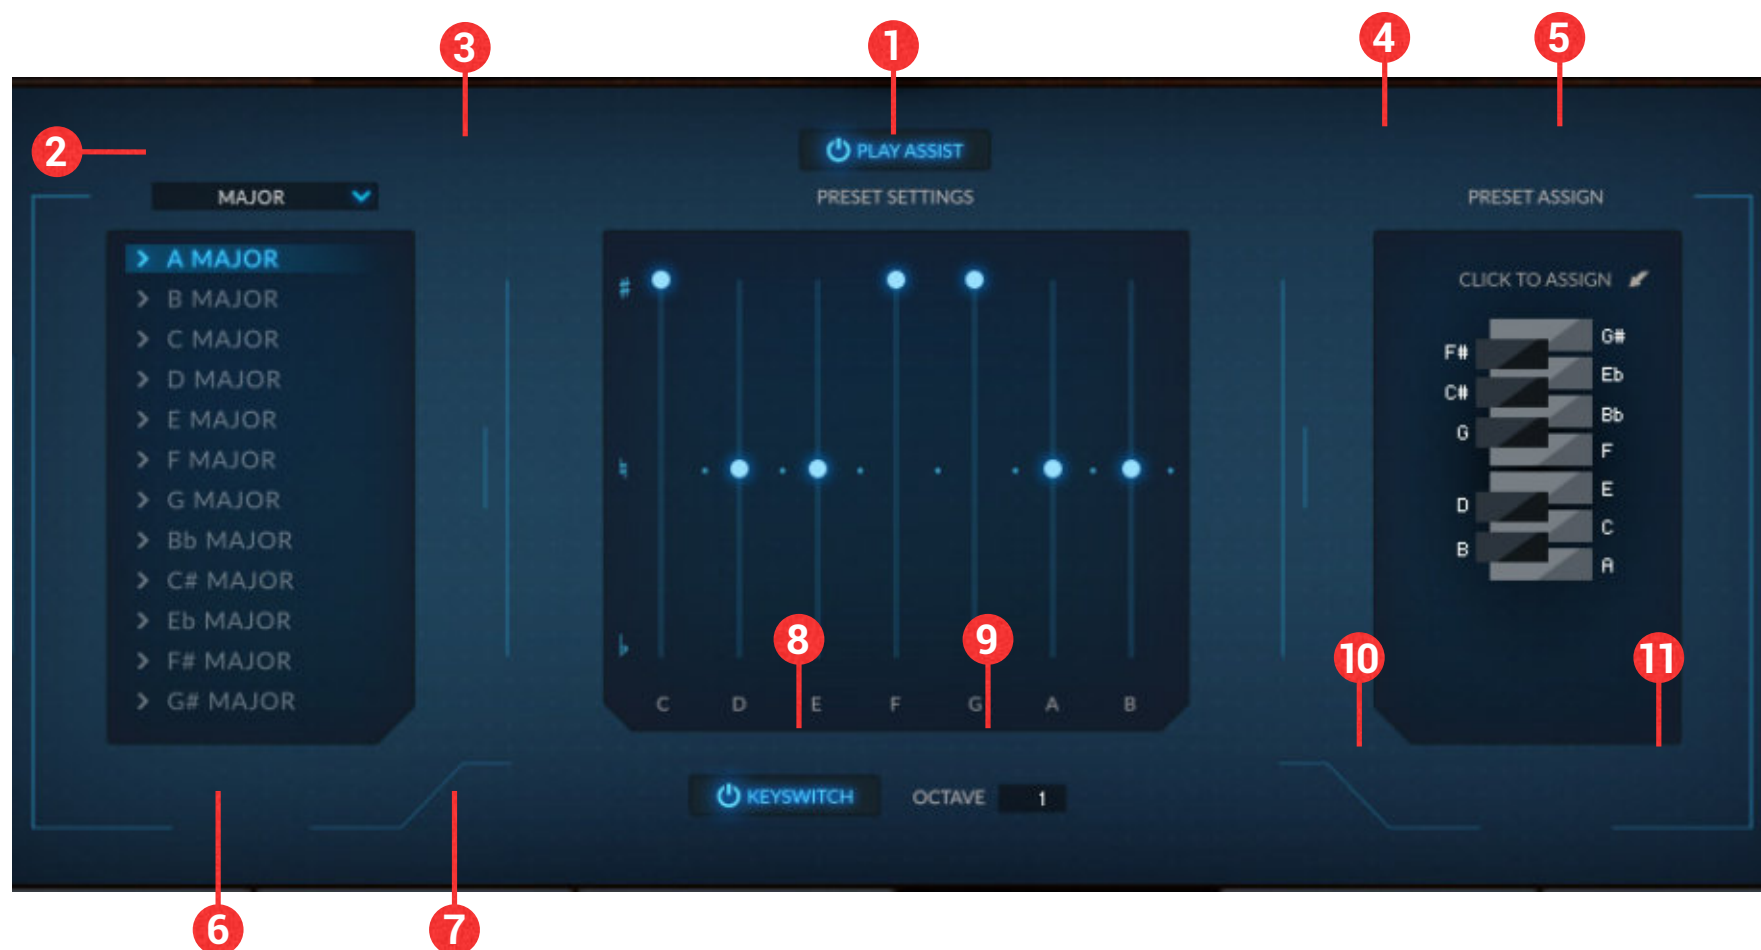 3
1
4
5
2
PLAY ASSIST
MAJOR
PRESET SETTINGS
PRESET ASSIGN
> A MAJOR
> B MAJOR
> C MAJOR
> D MAJOR
> E MAJOR
> F MAJOR
> G MAJOR
> Bb MAJOR
> C# MAJOR
> Eb MAJOR
> F# MAJOR
> G# MAJOR
♯
♮
♭
8
9
C D E F G A B
CLICK TO ASSIGN
G#
F#
Eb
C#
Bb
G
F
E
D
C
B
A
10
11
KEYSWITCH OCTAVE 1
6
7